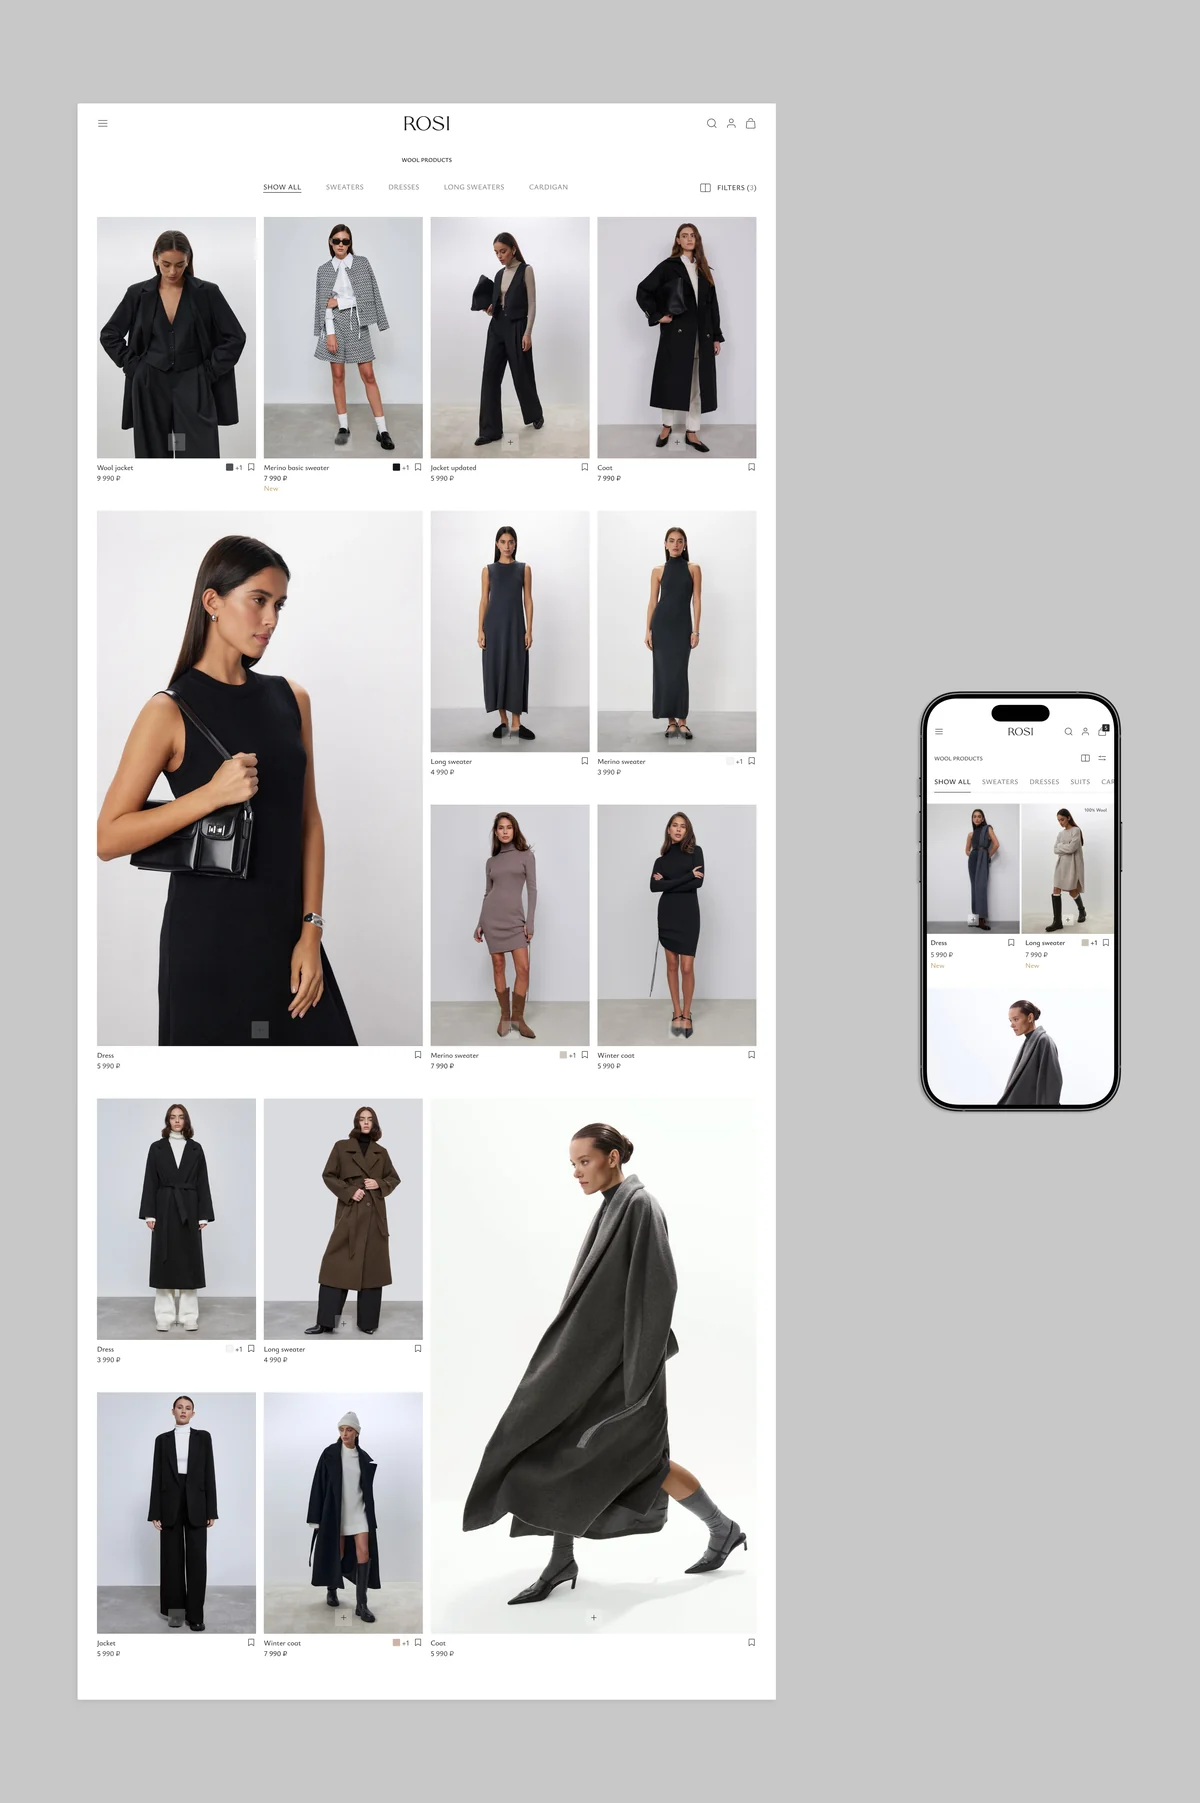 ROSI
WOOL PRODUCTS
SHOW ALL SWEATERS DRESSES LONG SWEATERS CARDIGAN FILTERS (3)
Wool jacket +1
9 990 ₽
Merino basic sweater +1
7 990 ₽
New
Jacket updated
5 990 ₽
Coat
7 990 ₽
Long sweater
4 990 ₽
Merino sweater +1
3 990 ₽
Dress
5 990 ₽
Merino sweater +1
7 990 ₽
Winter coat
5 990 ₽
Dress +1
3 990 ₽
Long sweater
4 990 ₽
Jacket
5 990 ₽
Winter coat +1
7 990 ₽
Coat
5 990 ₽
ROSI
WOOL PRODUCTS
SHOW ALL SWEATERS DRESSES SUITS CAR
100% Wool
Dress
5 990 ₽
New
Long sweater +1
7 990 ₽
New